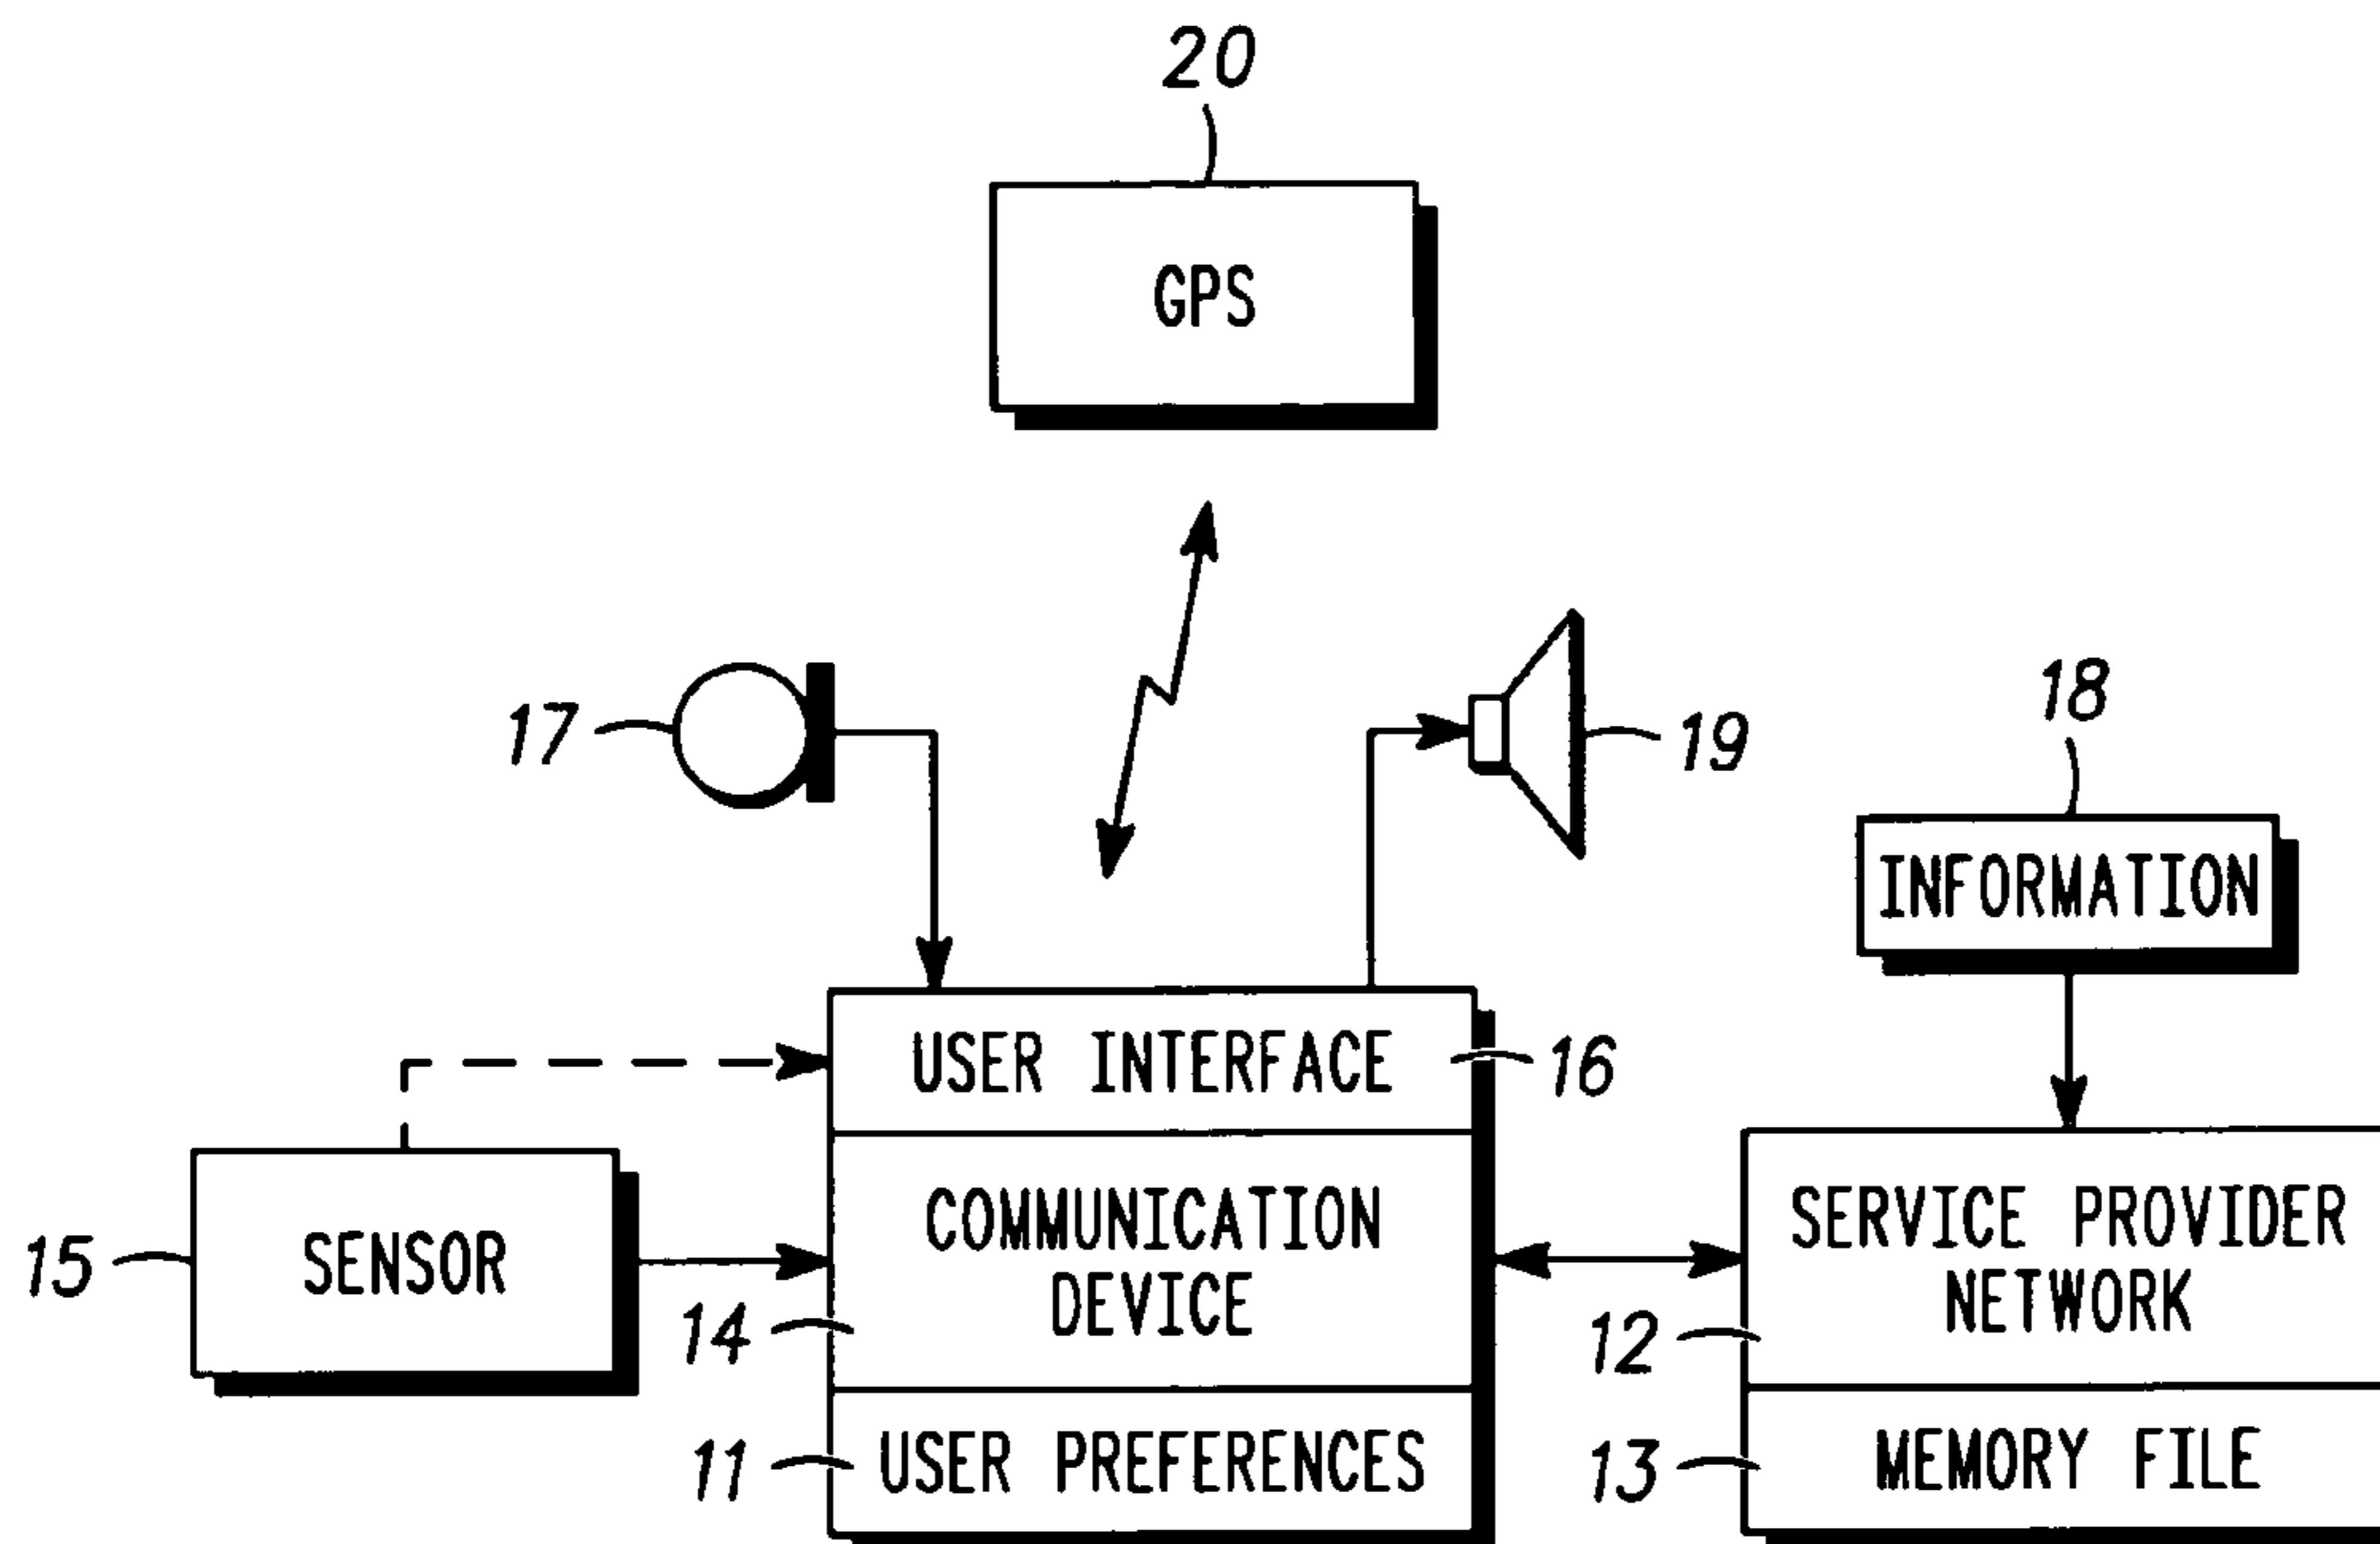 20
GPS
17
19
18
INFORMATION
USER INTERFACE
16
15
SENSOR
COMMUNICATION
DEVICE
14
SERVICE PROVIDER
NETWORK
12
11
USER PREFERENCES
13
MEMORY FILE